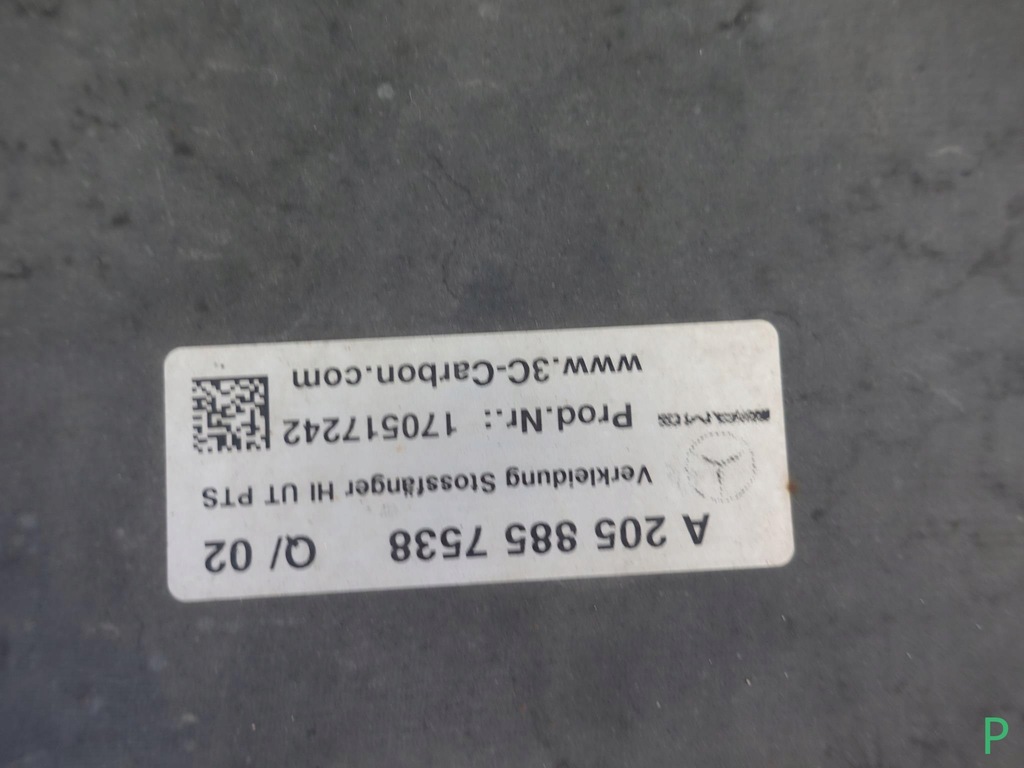 A 205 885 7538 Q/ 02
Verkleidung Stossfänger HI UT PTS
Prod.Nr.: 170517242
www.3C-Carbon.com
P